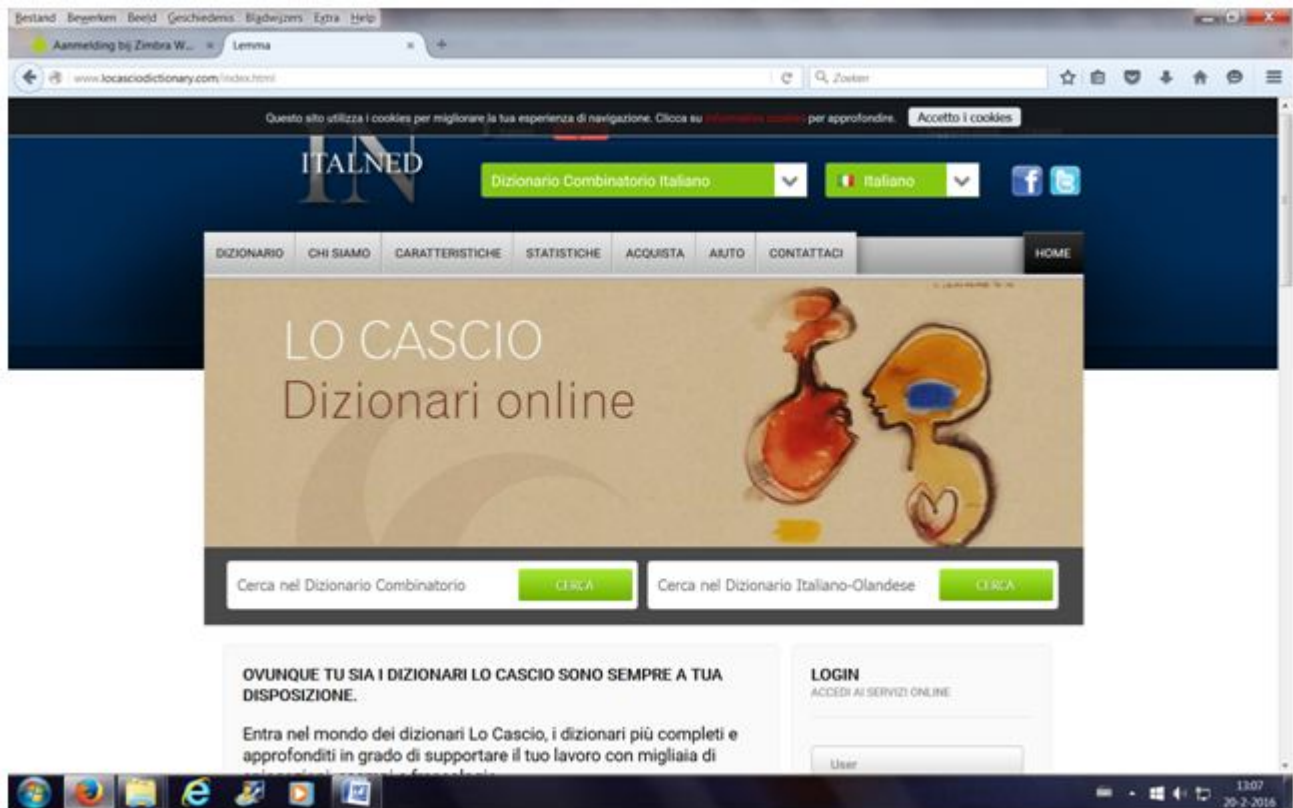 Bestand Bewerken Beeld Geschiedenis Bladwijzers Extra Help
Aanmelding bij Zimbra W... × Lemma × +
www.locasciodictionary.com/index.html Zoeken
Questo sito utilizza i cookies per migliorare la tua esperienza di navigazione. Clicca su per approfondire. Accetto i cookies
IN
ITALNED
Dizionario Combinatorio Italiano Italiano
DIZIONARIO CHI SIAMO CARATTERISTICHE STATISTICHE ACQUISTA AIUTO CONTATTACI HOME
LO CASCIO
Dizionari online
Cerca nel Dizionario Combinatorio CERCA Cerca nel Dizionario Italiano-Olandese CERCA
OVUNQUE TU SIA I DIZIONARI LO CASCIO SONO SEMPRE A TUA
DISPOSIZIONE.
Entra nel mondo dei dizionari Lo Cascio, i dizionari più completi e
approfonditi in grado di supportare il tuo lavoro con migliaia di
LOGIN
ACCEDI AI SERVIZI ONLINE
User
13:07
20-2-2016